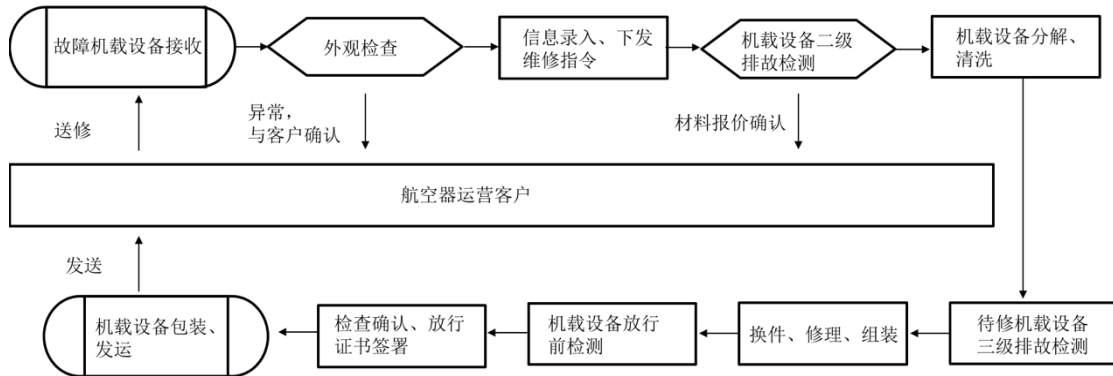 故障机载设备接收
外观检查
信息录入、下发
维修指令
机载设备二级
排故检测
机载设备分解、
清洗
送修
异常，
与客户确认
材料报价确认
航空器运营客户
发送
机载设备包装、
发运
检查确认、放行
证书签署
机载设备放行
前检测
换件、修理、组装
待修机载设备
三级排故检测